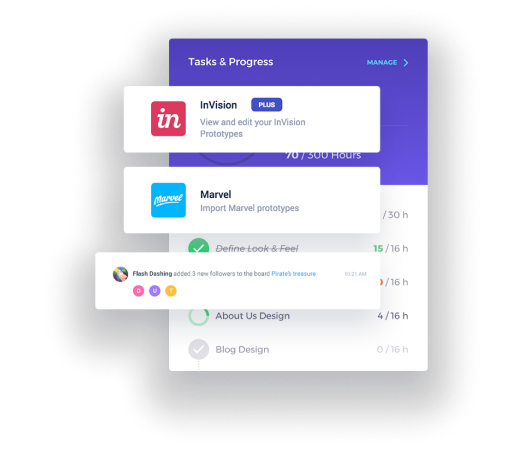 Tasks & Progress
MANAGE
in
InVision PLUS
View and edit your InVision
Prototypes
70 / 300 Hours
Marvel
Marvel
Import Marvel prototypes
/ 30 h
Define Look & Feel 15 / 16 h
Flash Dashing added 3 new followers to the board Pirate's treasure 10:21 AM
D U T
/ 16 h
About Us Design 4 / 16 h
Blog Design 0 / 16 h